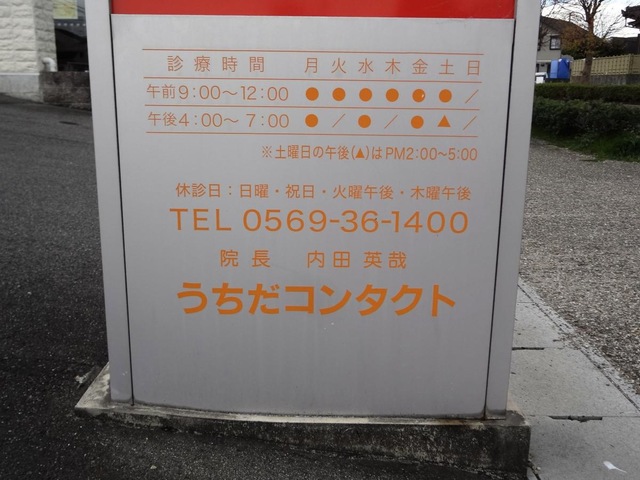 診療時間 月火水木金土日
午前9:00〜12:00 ●●●●●●／
午後4:00〜 7:00 ●／●／●▲／
※土曜日の午後(▲)はPM2:00〜5:00
休診日：日曜・祝日・火曜午後・木曜午後
TEL 0569-36-1400
院長 内田英哉
うちだコンタクト